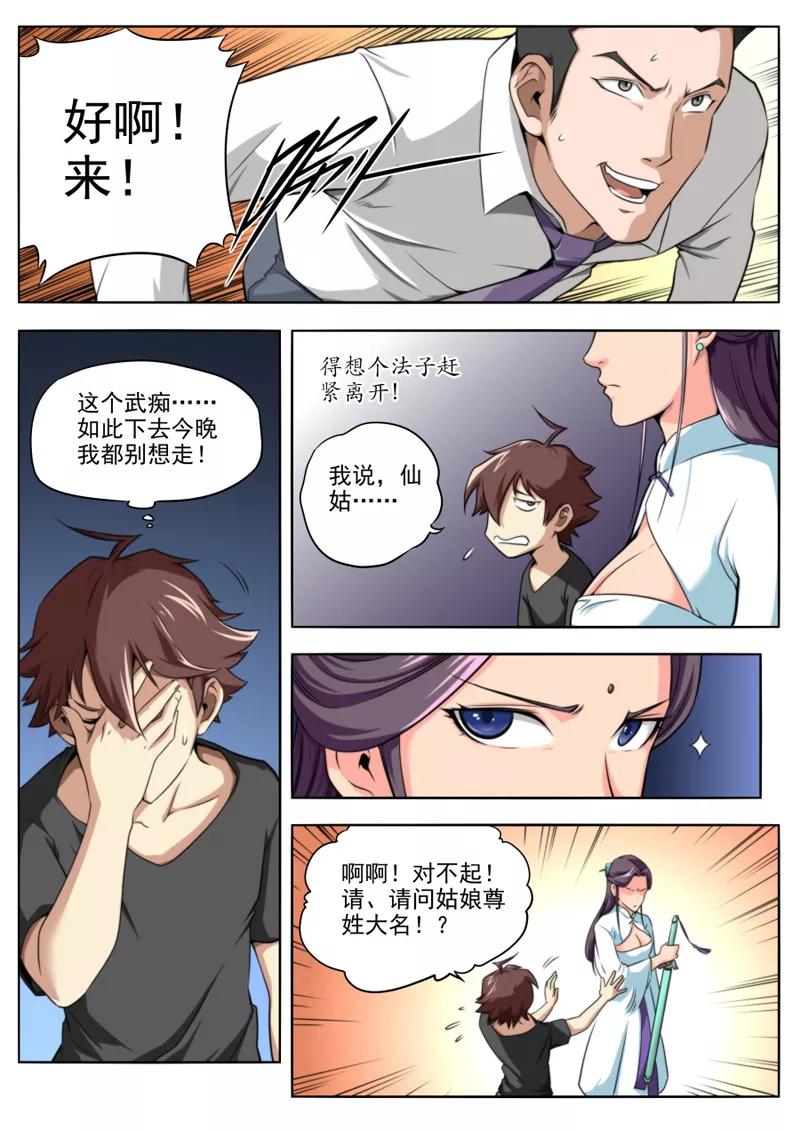 好啊！
来！
这个武痴……
如此下去今晚
我都别想走！
得想个法子赶
紧离开！
我说，仙
姑……
啊啊！对不起！
请、请问姑娘尊
姓大名！？